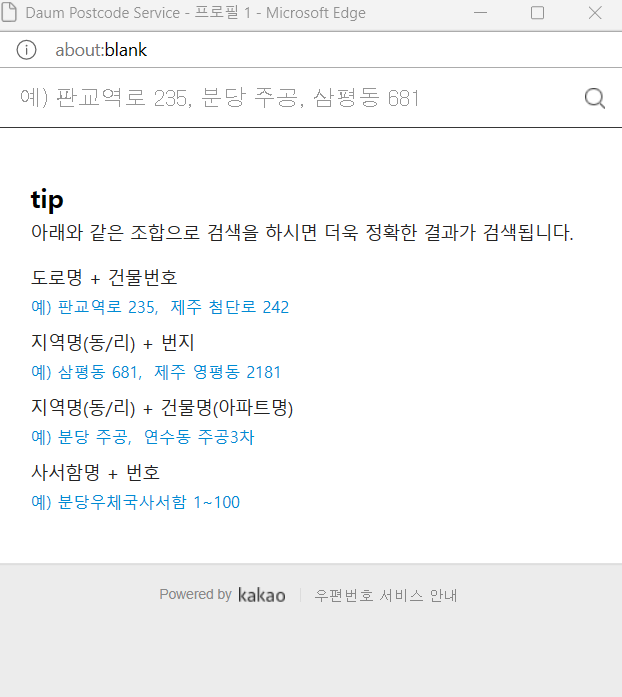 Daum Postcode Service - 프로필 1 - Microsoft Edge
about:blank
예) 판교역로 235, 분당 주공, 삼평동 681
tip
아래와 같은 조합으로 검색을 하시면 더욱 정확한 결과가 검색됩니다.
도로명 + 건물번호
예) 판교역로 235, 제주 첨단로 242
지역명(동/리) + 번지
예) 삼평동 681, 제주 영평동 2181
지역명(동/리) + 건물명(아파트명)
예) 분당 주공, 연수동 주공3차
사서함명 + 번호
예) 분당우체국사서함 1~100
Powered by kakao 우편번호 서비스 안내